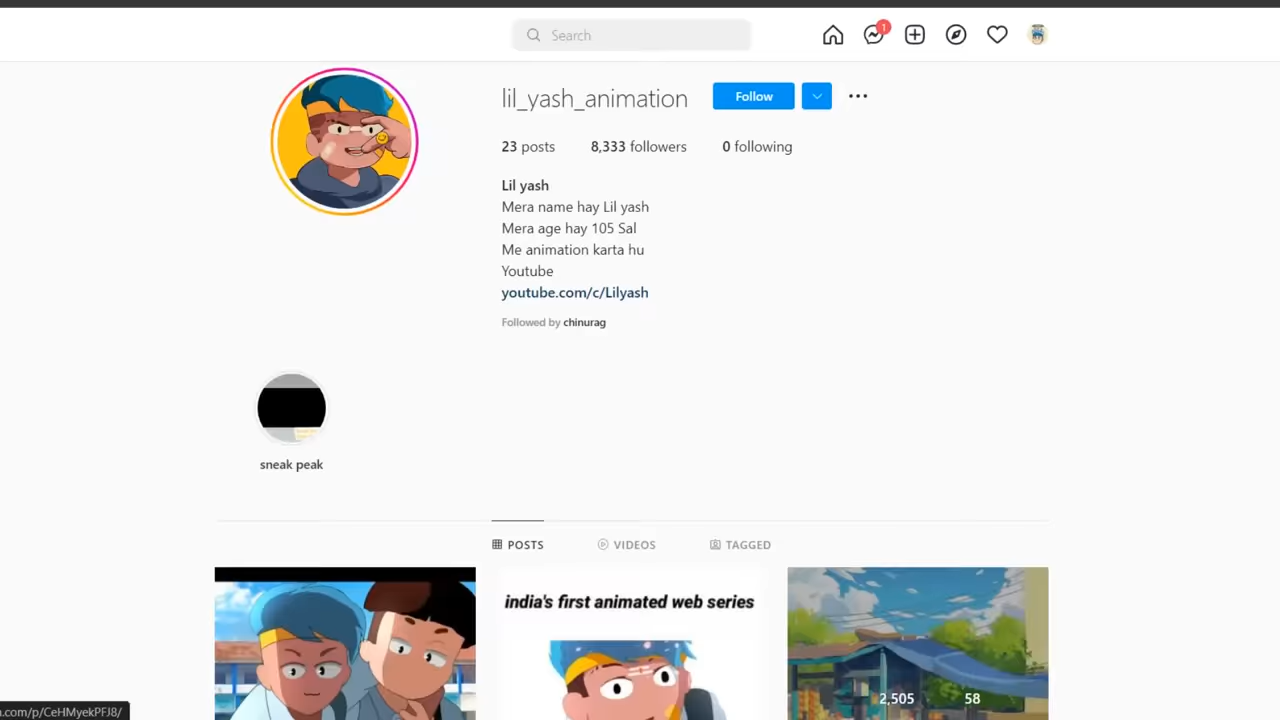 Search
1
lil_yash_animation
Follow
23 posts
8,333 followers
0 following
Lil yash
Mera name hay Lil yash
Mera age hay 105 Sal
Me animation karta hu
Youtube
youtube.com/c/Lilyash
Followed by chinurag
sneak peak
POSTS
VIDEOS
TAGGED
india's first animated web series
2,505
58
.com/p/CeHMyekPFJ8/